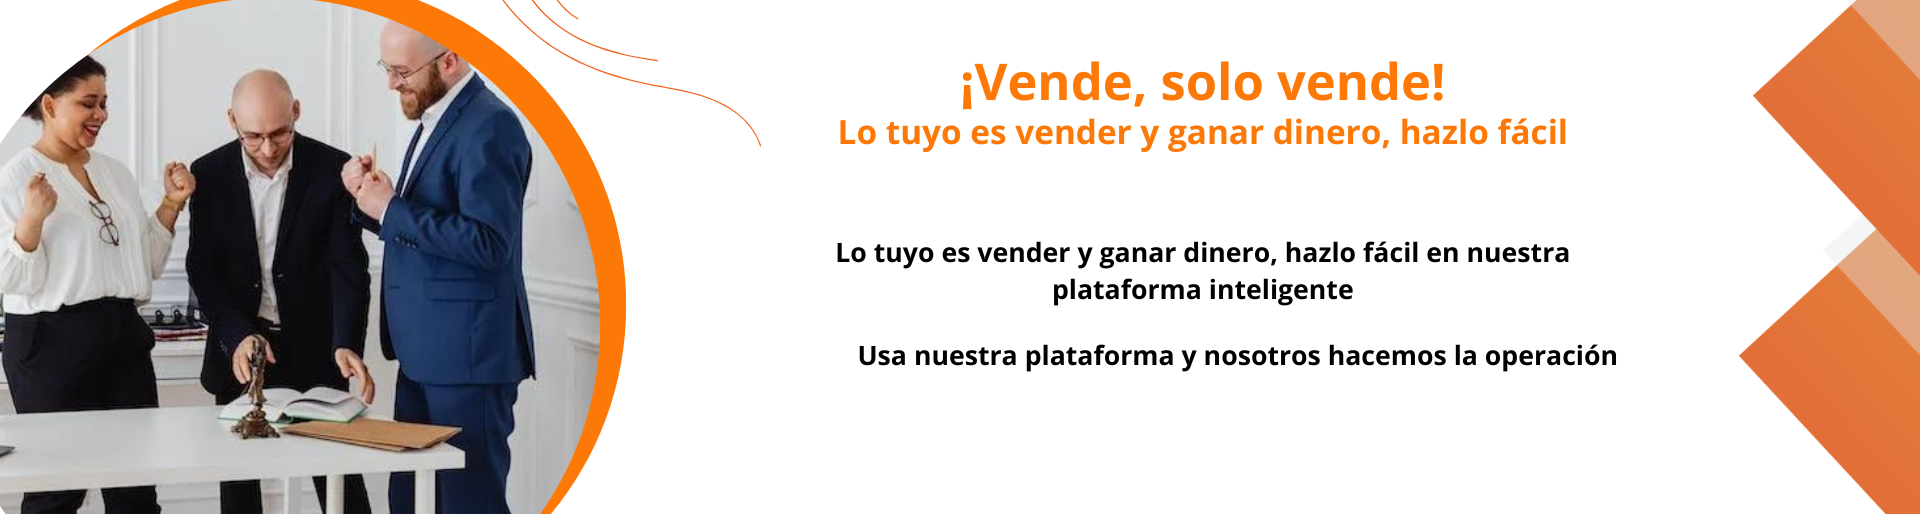 ¡Vende, solo vende!
Lo tuyo es vender y ganar dinero, hazlo fácil
Lo tuyo es vender y ganar dinero, hazlo fácil en nuestra
plataforma inteligente
Usa nuestra plataforma y nosotros hacemos la operación